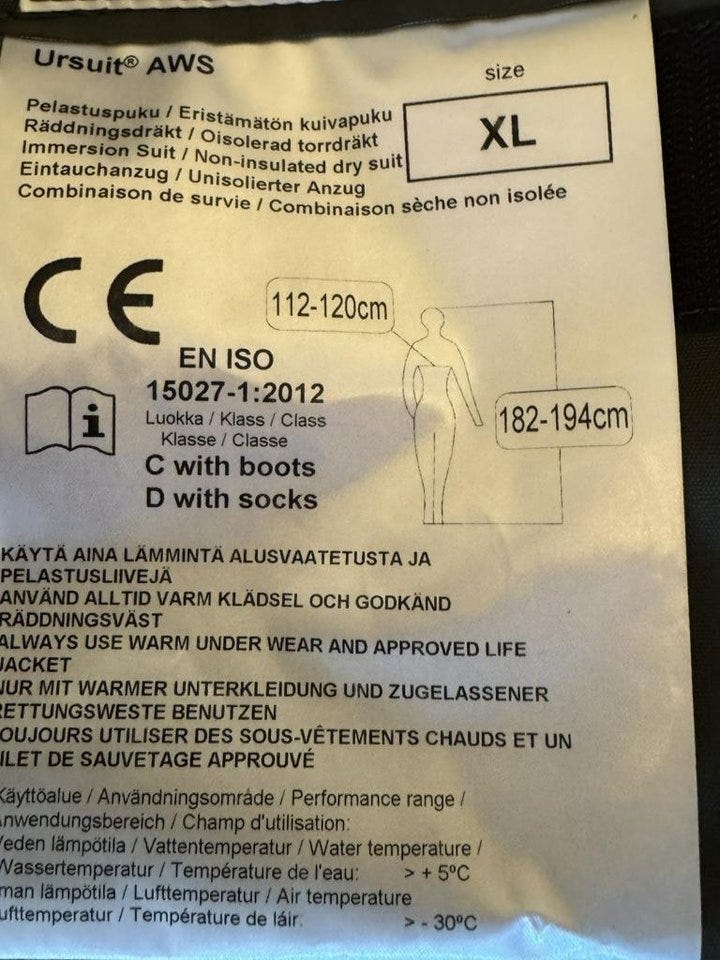 Ursuit® AWS
size
XL
Pelastuspuku / Eristämätön kuivapuku
Räddningsdräkt / Oisolerad torrdräkt
Immersion Suit / Non-insulated dry suit
Eintauchanzug / Unisolierter Anzug
Combinaison de survie / Combinaison sèche non isolée
CE
112-120cm
182-194cm
EN ISO
15027-1:2012
Luokka / Klass / Class
Klasse / Classe
C with boots
D with socks
i
KÄYTÄ AINA LÄMMINTÄ ALUSVAATETUSTA JA
PELASTUSLIIVEJÄ
ANVÄND ALLTID VARM KLÄDSEL OCH GODKÄND
RÄDDNINGSVÄST
ALWAYS USE WARM UNDER WEAR AND APPROVED LIFE
JACKET
NUR MIT WARMER UNTERKLEIDUNG UND ZUGELASSENER
RETTUNGSWESTE BENUTZEN
OUJOURS UTILISER DES SOUS-VÊTEMENTS CHAUDS ET UN
ILET DE SAUVETAGE APPROUVÉ
Käyttöalue / Användningsområde / Performance range /
Anwendungsbereich / Champ d'utilisation:
Veden lämpötila / Vattentemperatur / Water temperature /
Wassertemperatur / Température de l'eau: > + 5ºC
lman lämpötila / Lufttemperatur / Air temperature
ufttemperatur / Température de láir: > - 30ºC